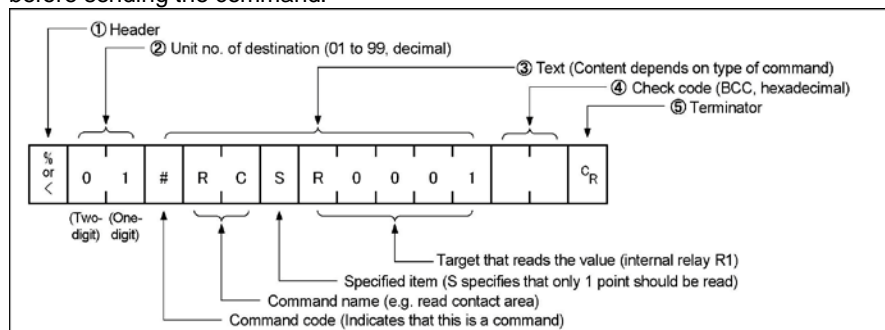 before sending the command.
① Header
② Unit no. of destination (01 to 99, decimal)
③ Text (Content depends on type of command)
④ Check code (BCC, hexadecimal)
⑤ Terminator
% or < 0 1 # R C S R 0 0 0 1 CR
(Two-digit) (One-digit)
Target that reads the value (internal relay R1)
Specified item (S specifies that only 1 point should be read)
Command name (e.g. read contact area)
Command code (Indicates that this is a command)